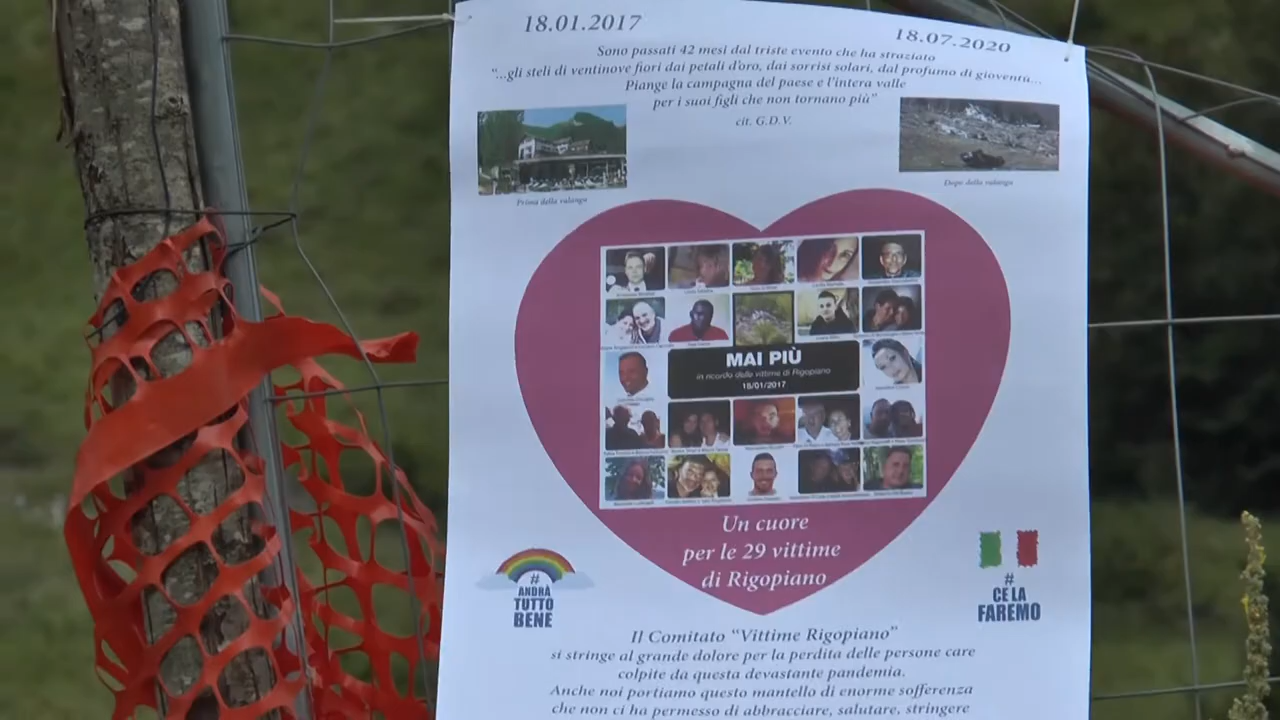 18.01.2017
18.07.2020
Sono passati 42 mesi dal triste evento che ha straziato
"...gli steli di ventinove fiori dai petali d'oro, dai sorrisi solari, dal profumo di gioventù...
Piange la campagna del paese e l'intera valle
per i suoi figli che non tornano più"
cit. G.D.V.
Prima della valanga
Dopo della valanga
MAI PIÙ
in ricordo delle vittime di Rigopiano
18/01/2017
Un cuore
per le 29 vittime
di Rigopiano
#
ANDRÀ
TUTTO
BENE
#
CE LA
FAREMO
Il Comitato "Vittime Rigopiano"
si stringe al grande dolore per la perdita delle persone care
colpite da questa devastante pandemia.
Anche noi portiamo questo mantello di enorme sofferenza
che non ci ha permesso di abbracciare, salutare, stringere